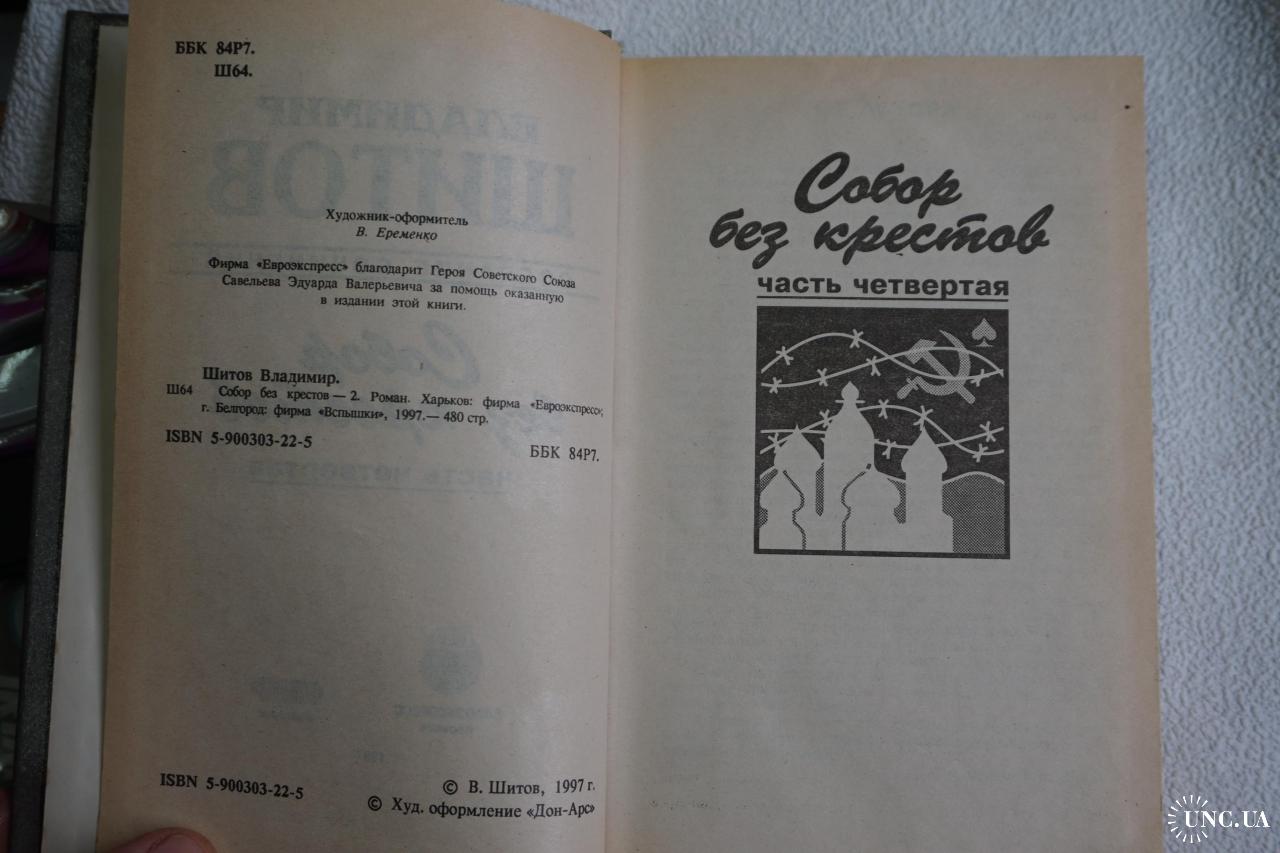 ББК 84Р7.
Ш64.
Художник-оформитель
В. Еременко
Фирма «Евроэкспресс» благодарит Героя Советского Союза
Савельева Эдуарда Валерьевича за помощь оказанную
в издании этой книги.
Шитов Владимир.
Ш64 Собор без крестов — 2. Роман. Харьков: фирма «Евроэкспресс»;
г. Белгород: фирма «Вспышки», 1997.— 480 стр.
ISBN 5-900303-22-5
ББК 84Р7.
ISBN 5-900303-22-5
© В. Шитов, 1997 г.
© Худ. оформление «Дон-Арс»
Собор
без крестов
часть четвертая
UNC.UA